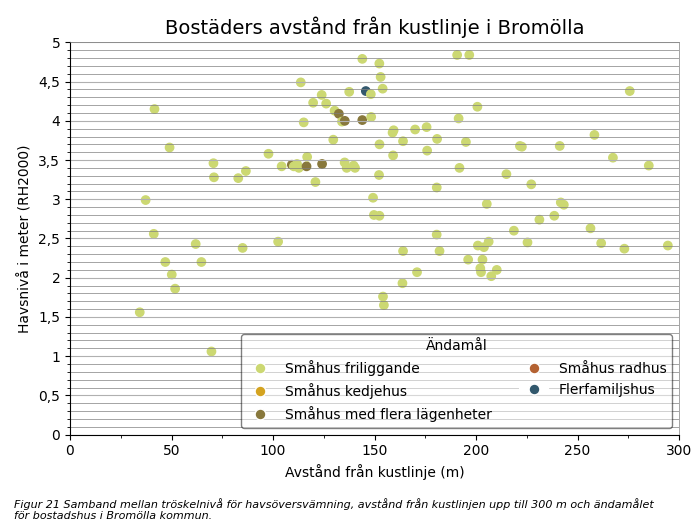 Bostäders avstånd från kustlinje i Bromölla
Havsnivå i meter (RH2000)
5
4,5
4
3,5
3
2,5
2
1,5
1
0,5
0
0
50
100
150
200
250
300
Avstånd från kustlinje (m)
Ändamål
Småhus friliggande
Småhus kedjehus
Småhus med flera lägenheter
Småhus radhus
Flerfamiljshus
Figur 21 Samband mellan tröskelnivå för havsöversvämning, avstånd från kustlinjen upp till 300 m och ändamålet
för bostadshus i Bromölla kommun.